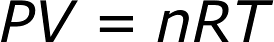 PV = nRT